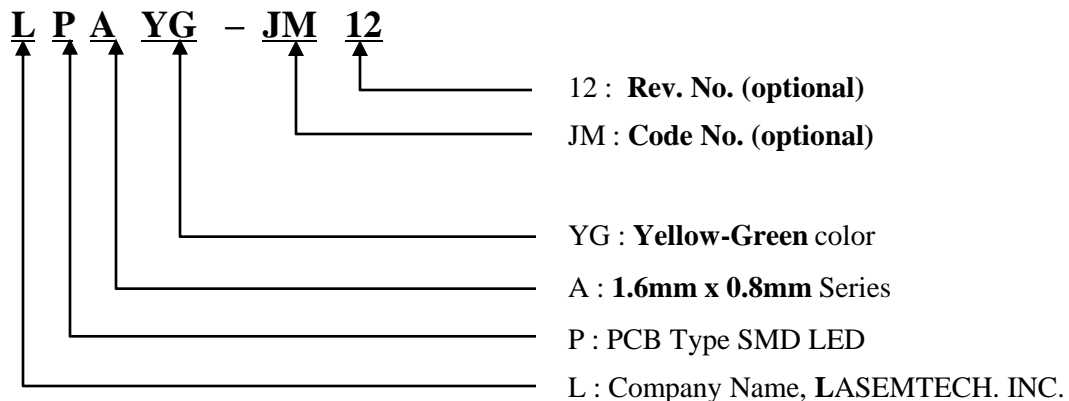 L P A YG – JM 12
12 : Rev. No. (optional)
JM : Code No. (optional)
YG : Yellow-Green color
A : 1.6mm x 0.8mm Series
P : PCB Type SMD LED
L : Company Name, LASEMTECH. INC.